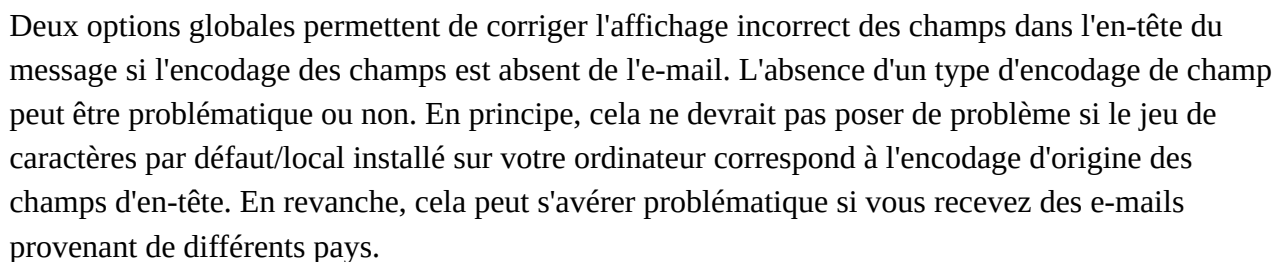 Deux options globales permettent de corriger l'affichage incorrect des champs dans l'en-tête du
message si l'encodage des champs est absent de l'e-mail. L'absence d'un type d'encodage de champ
peut être problématique ou non. En principe, cela ne devrait pas poser de problème si le jeu de
caractères par défaut/local installé sur votre ordinateur correspond à l'encodage d'origine des
champs d'en-tête. En revanche, cela peut s'avérer problématique si vous recevez des e-mails
provenant de différents pays.